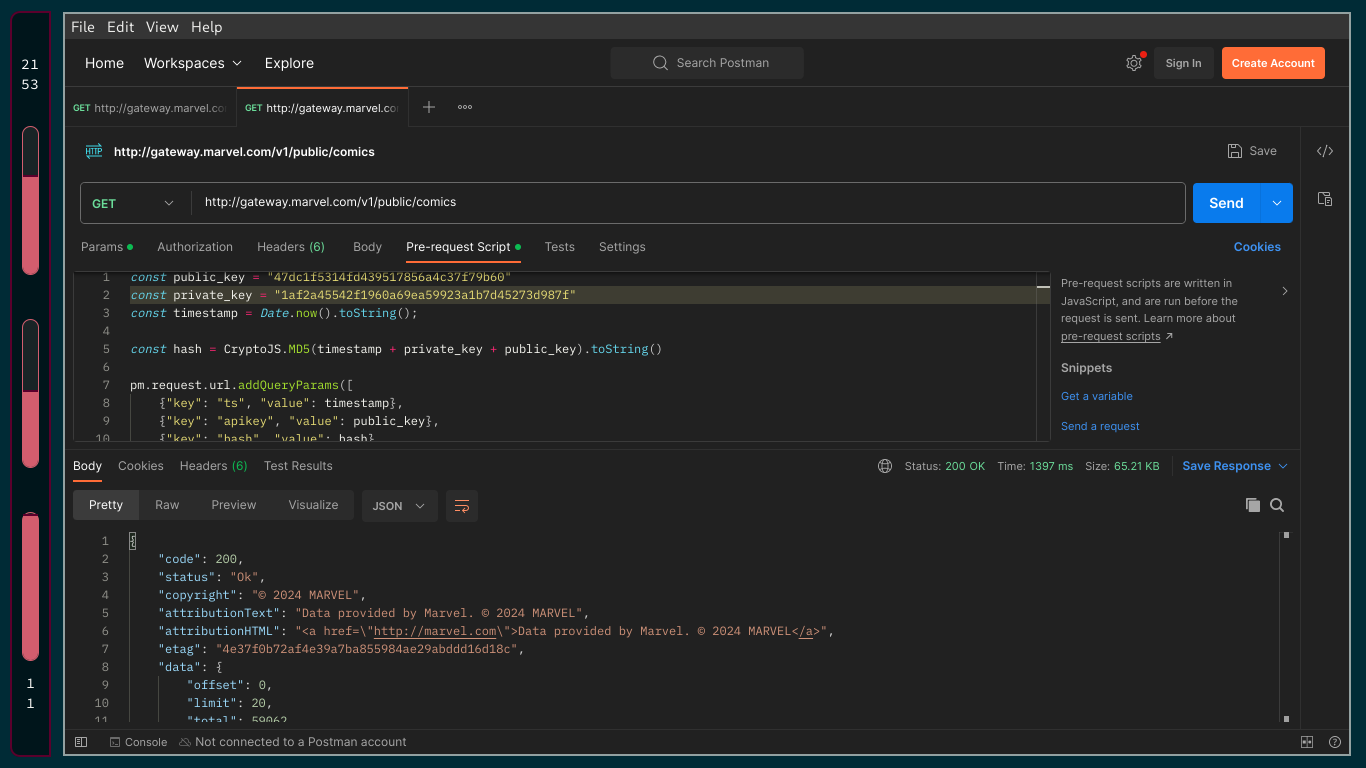 File Edit View Help
21
53
Home Workspaces Explore Search Postman Sign In Create Account
GET http://gateway.marvel.co GET http://gateway.marvel.co
HTTP http://gateway.marvel.com/v1/public/comics Save
GET http://gateway.marvel.com/v1/public/comics Send
Params Authorization Headers (6) Body Pre-request Script Tests Settings Cookies
1 const public_key = "47dc1f5314fd439517856a4c37f79b60"
2 const private_key = "1af2a45542f1960a69ea59923a1b7d45273d987f"
3 const timestamp = Date.now().toString();
4
5 const hash = CryptoJS.MD5(timestamp + private_key + public_key).toString()
6
7 pm.request.url.addQueryParams([
8 {"key": "ts", "value": timestamp},
9 {"key": "apikey", "value": public_key},
10 {"key": "hash", "value": hash}
Pre-request scripts are written in
JavaScript, and are run before the
request is sent. Learn more about
pre-request scripts ↗
Snippets
Get a variable
Send a request
Body Cookies Headers (6) Test Results Status: 200 OK Time: 1397 ms Size: 65.21 KB Save Response
Pretty Raw Preview Visualize JSON
1 {
2 "code": 200,
3 "status": "Ok",
4 "copyright": "© 2024 MARVEL",
5 "attributionText": "Data provided by Marvel. © 2024 MARVEL",
6 "attributionHTML": "<a href=\"http://marvel.com\">Data provided by Marvel. © 2024 MARVEL</a>",
7 "etag": "4e37f0b72af4e39a7ba855984ae29abddd16d18c",
8 "data": {
9 "offset": 0,
10 "limit": 20,
11 "total": 59062
1
1
Console Not connected to a Postman account